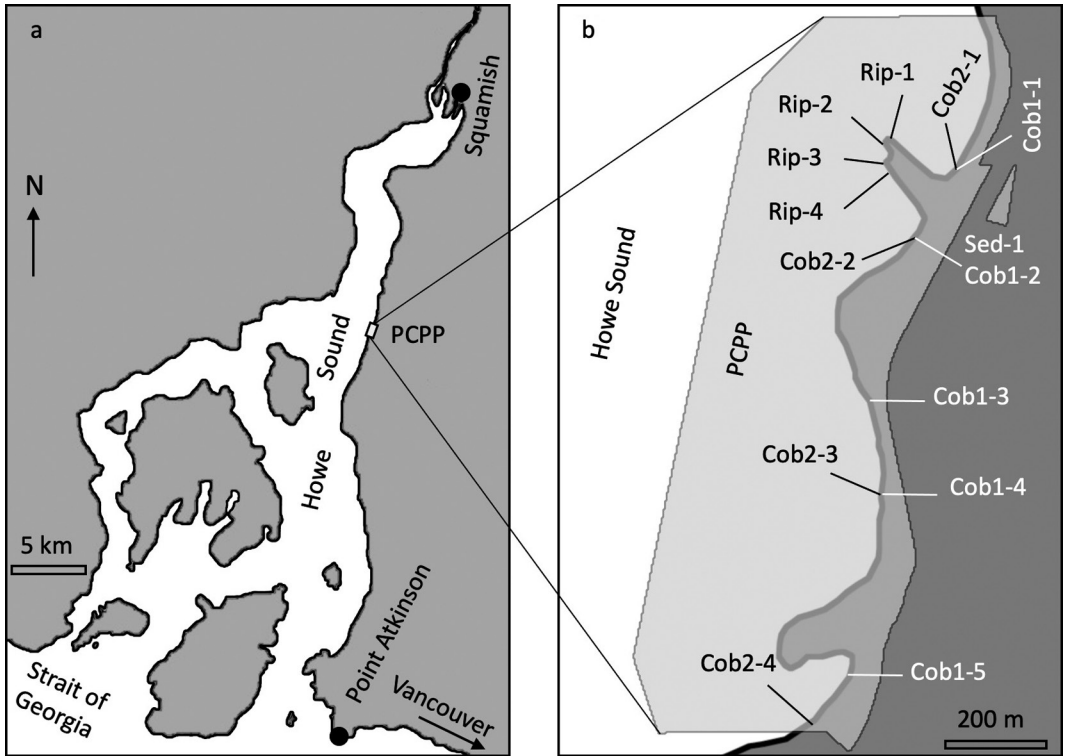 a
Squamish
N
PCPP
Howe Sound
5 km
Point Atkinson
Strait of
Georgia
Vancouver
b
Rip-1
Cob2-1
Cob1-1
Rip-2
Rip-3
Rip-4
Cob2-2
Sed-1
Cob1-2
Howe Sound
PCPP
Cob1-3
Cob2-3
Cob1-4
Cob2-4
Cob1-5
200 m